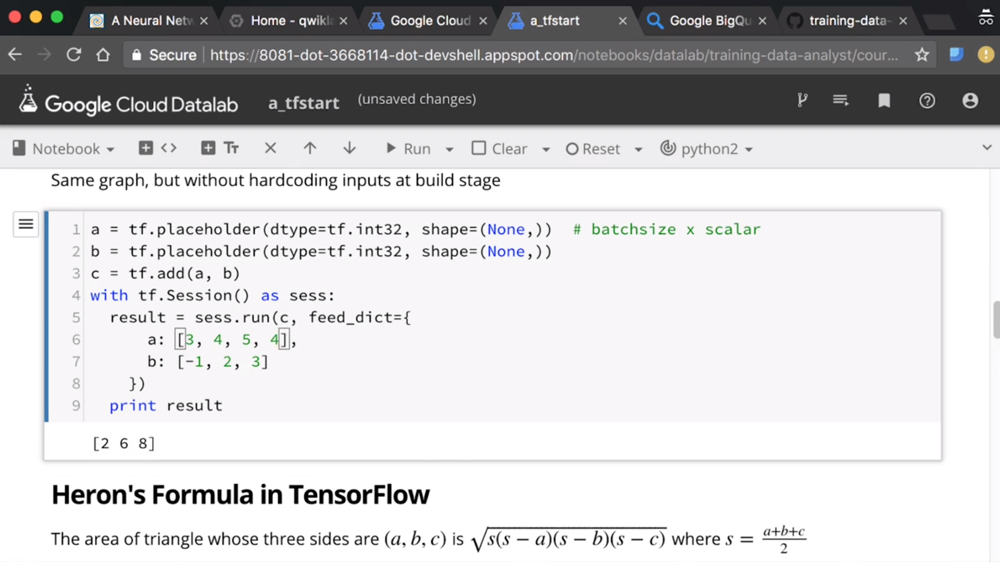 A Neural Netw
Home - qwikla
Google Cloud
a_tfstart
Google BigQu
training-data-
Secure https://8081-dot-3668114-dot-devshell.appspot.com/notebooks/datalab/training-data-analyst/cour...
Google Cloud Datalab a_tfstart (unsaved changes)
Notebook Tт Run Clear Reset python2
Same graph, but without hardcoding inputs at build stage
1 a = tf.placeholder(dtype=tf.int32, shape=(None,)) # batchsize x scalar
2 b = tf.placeholder(dtype=tf.int32, shape=(None,))
3 c = tf.add(a, b)
4 with tf.Session() as sess:
5 result = sess.run(c, feed_dict={
6 a: [3, 4, 5, 4],
7 b: [-1, 2, 3]
8 })
9 print result
[2 6 8]
Heron's Formula in TensorFlow
The area of triangle whose three sides are (a, b, c) is √s(s − a)(s − b)(s − c) where s = a+b+c
2